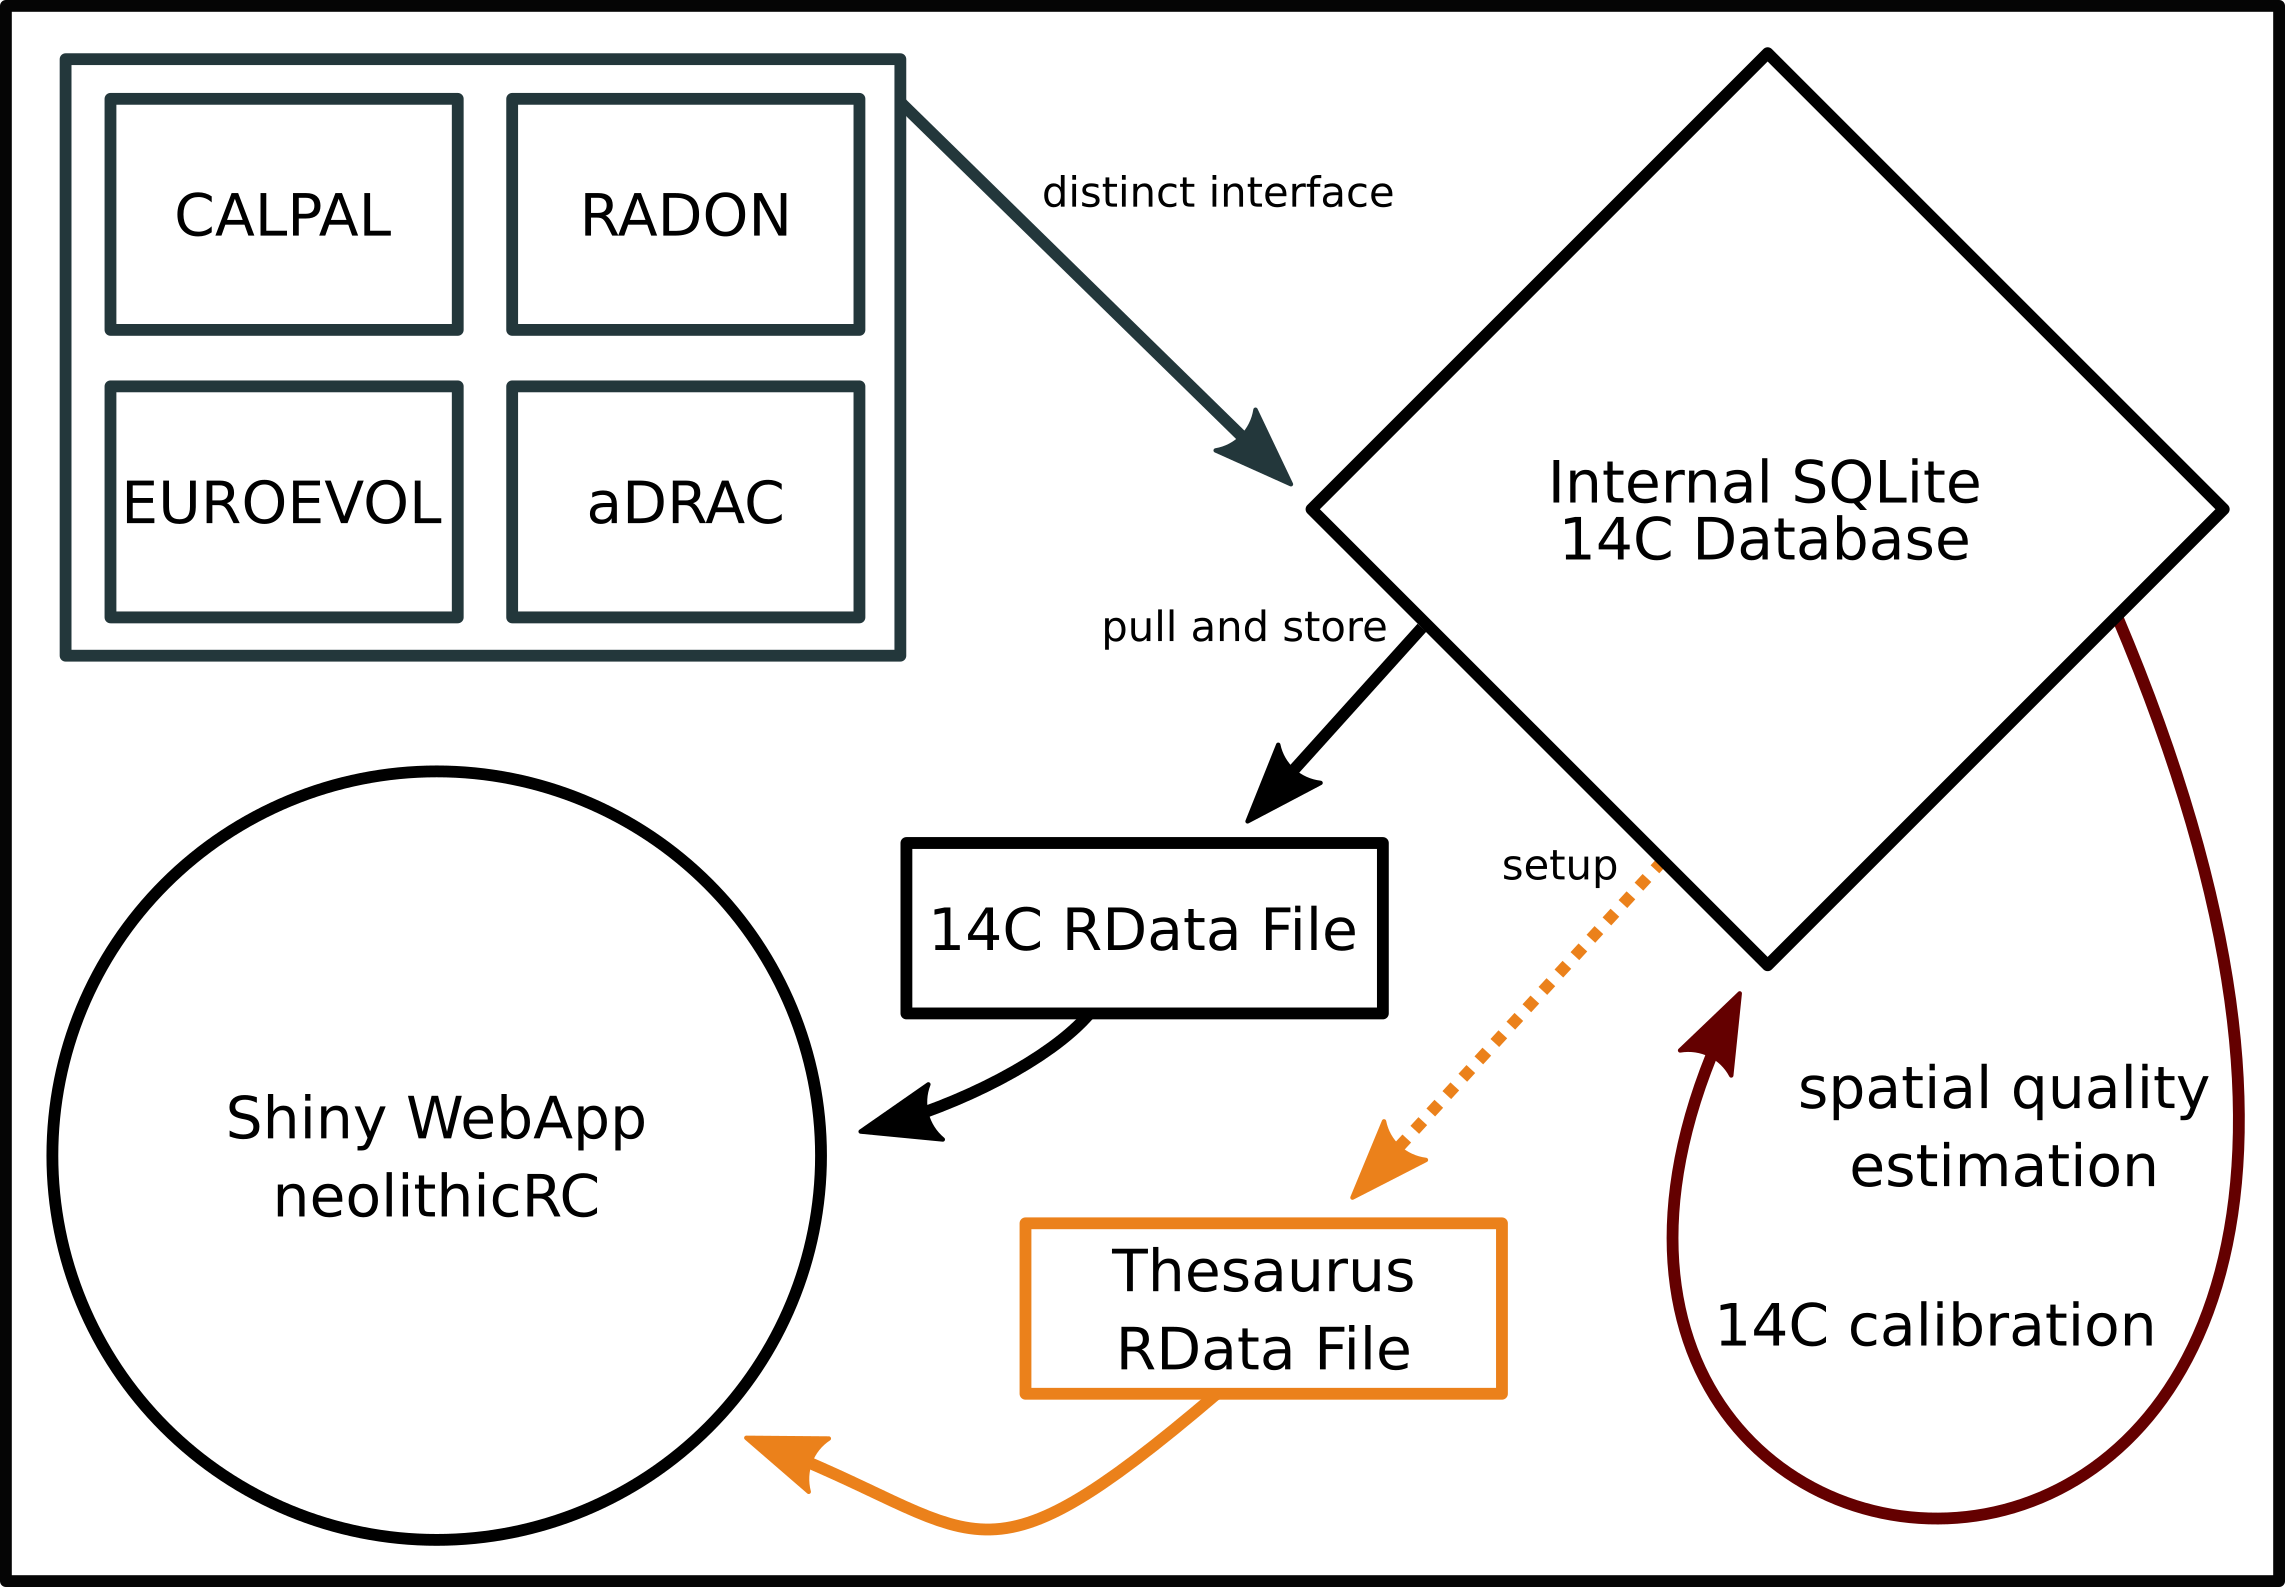 CALPAL
RADON
EUROEVOL
aDRAC
distinct interface
Internal SQLite
14C Database
pull and store
setup
14C RData File
Shiny WebApp
neolithicRC
Thesaurus
RData File
spatial quality
estimation
14C calibration